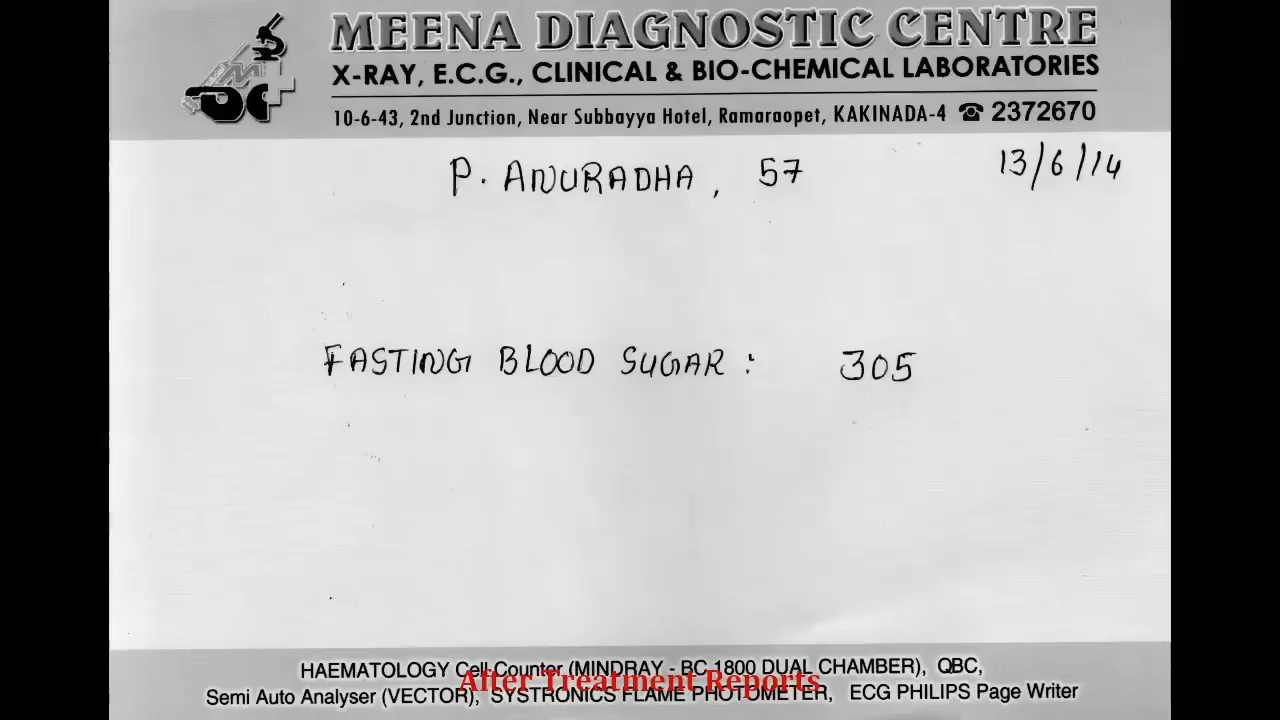 MEENA DIAGNOSTIC CENTRE
X-RAY, E.C.G., CLINICAL & BIO-CHEMICAL LABORATORIES
10-6-43, 2nd Junction, Near Subbayya Hotel, Ramaraopet, KAKINADA-4 ☎ 2372670
P. ANURADHA, 57 13/6/14
FASTING BLOOD SUGAR: 305
HAEMATOLOGY Cell Counter (MINDRAY - BC 1800 DUAL CHAMBER), QBC,
After Treatment Reports
Semi Auto Analyser (VECTOR), SYSTRONICS FLAME PHOTOMETER, ECG PHILIPS Page Writer